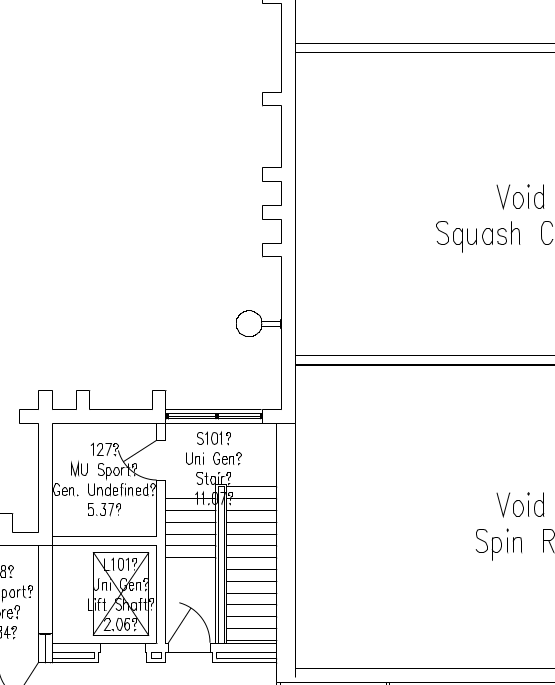 Void
Squash C
S101?
Uni Gen?
Stair?
11.07?
127?
MU Sport?
Gen. Undefined?
5.37?
Void
Spin R
L101?
Uni Gen?
Lift Shaft?
2.06?
8?
port?
re?
34?